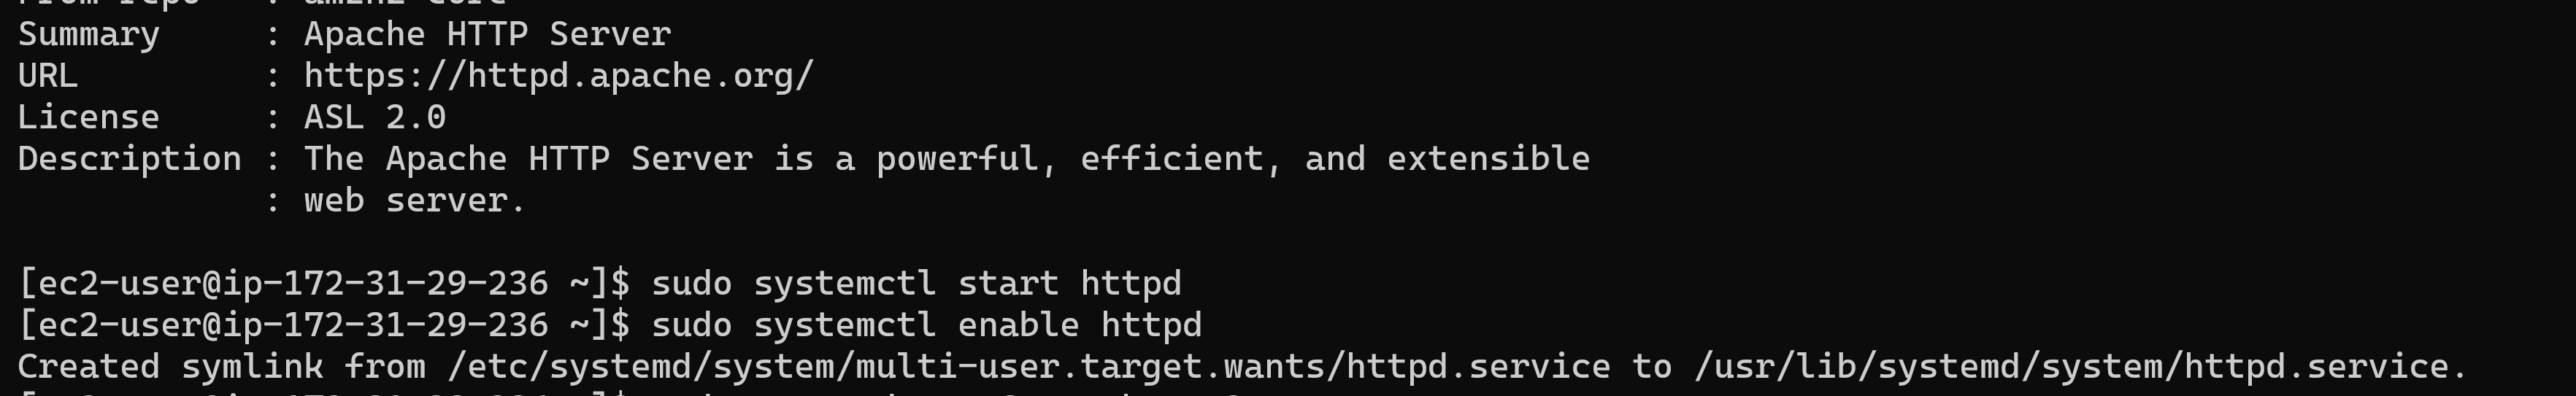 Summary     : Apache HTTP Server
URL         : https://httpd.apache.org/
License     : ASL 2.0
Description : The Apache HTTP Server is a powerful, efficient, and extensible
            : web server.
[ec2-user@ip-172-31-29-236 ~]$ sudo systemctl start httpd
[ec2-user@ip-172-31-29-236 ~]$ sudo systemctl enable httpd
Created symlink from /etc/systemd/system/multi-user.target.wants/httpd.service to /usr/lib/systemd/system/httpd.service.